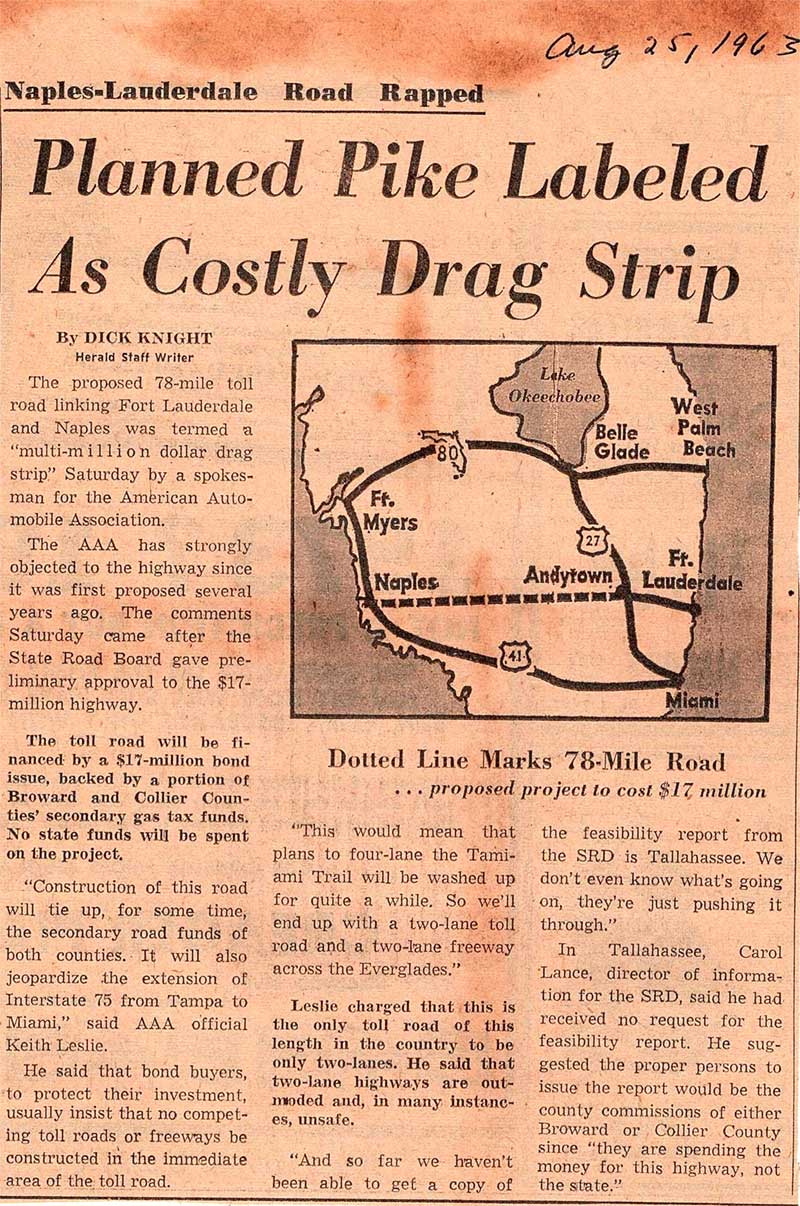 Aug 25, 1963
Naples-Lauderdale Road Rapped
Planned Pike Labeled
As Costly Drag Strip
By DICK KNIGHT
Herald Staff Writer
The proposed 78-mile toll
road linking Fort Lauderdale
and Naples was termed a
"multi-million dollar drag
strip" Saturday by a spokes-
man for the American Auto-
mobile Association.
The AAA has strongly
objected to the highway since
it was first proposed several
years ago. The comments
Saturday came after the
State Road Board gave pre-
liminary approval to the $17-
million highway.
The toll road will be fi-
nanced by a $17-million bond
issue, backed by a portion of
Broward and Collier Coun-
ties' secondary gas tax funds.
No state funds will be spent
on the project.
"Construction of this road
will tie up, for some time,
the secondary road funds of
both counties. It will also
jeopardize the extension of
Interstate 75 from Tampa to
Miami," said AAA official
Keith Leslie.
He said that bond buyers,
to protect their investment,
usually insist that no compet-
ing toll roads or freeways be
constructed in the immediate
area of the toll road.
Lake
Okeechobee
West
Palm
Beach
Belle
Glade
80
Ft.
Myers
27
Naples
Andytown
Ft.
Lauderdale
41
Miami
Dotted Line Marks 78-Mile Road
... proposed project to cost $17 million
"This would mean that
plans to four-lane the Tami-
ami Trail will be washed up
for quite a while. So we'll
end up with a two-lane toll
road and a two-lane freeway
across the Everglades."
Leslie charged that this is
the only toll road of this
length in the country to be
only two-lanes. He said that
two-lane highways are out-
moded and, in many instanc-
es, unsafe.
"And so far we haven't
been able to get a copy of
the feasibility report from
the SRD is Tallahassee. We
don't even know what's going
on, they're just pushing it
through."
In Tallahassee, Carol
Lance, director of informa-
tion for the SRD, said he had
received no request for the
feasibility report. He sug-
gested the proper persons to
issue the report would be the
county commissions of either
Broward or Collier County
since "they are spending the
money for this highway, not
the state."